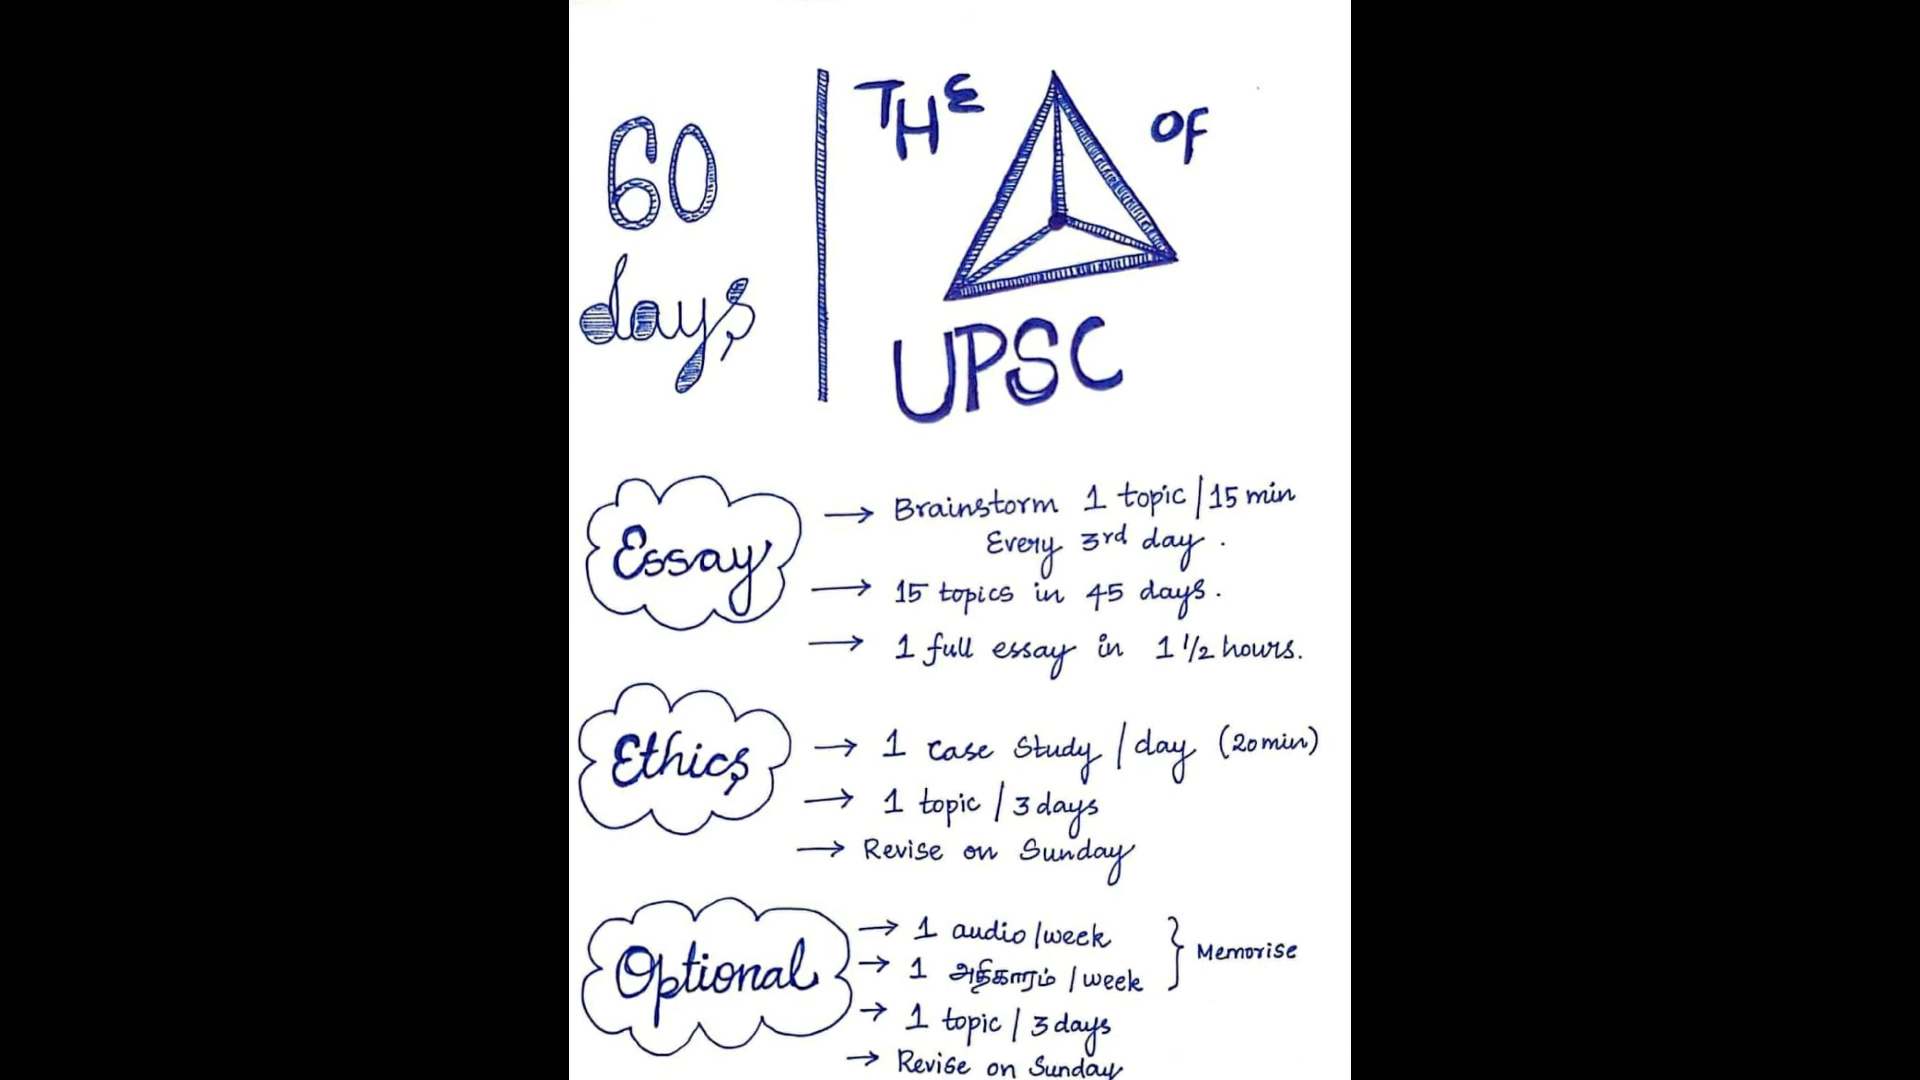 60
days
THE
OF
UPSC
Essay
→ Brainstorm 1 topic / 15 min
Every 3rd day.
→ 15 topics in 45 days.
→ 1 full essay in 1 1/2 hours.
Ethics
→ 1 case study / day (20 min)
→ 1 topic / 3 days
→ Revise on Sunday
Optional
→ 1 audio / week
→ 1 அதிகாரம் / week
} Memorise
→ 1 topic / 3 days
→ Revise on Sunday